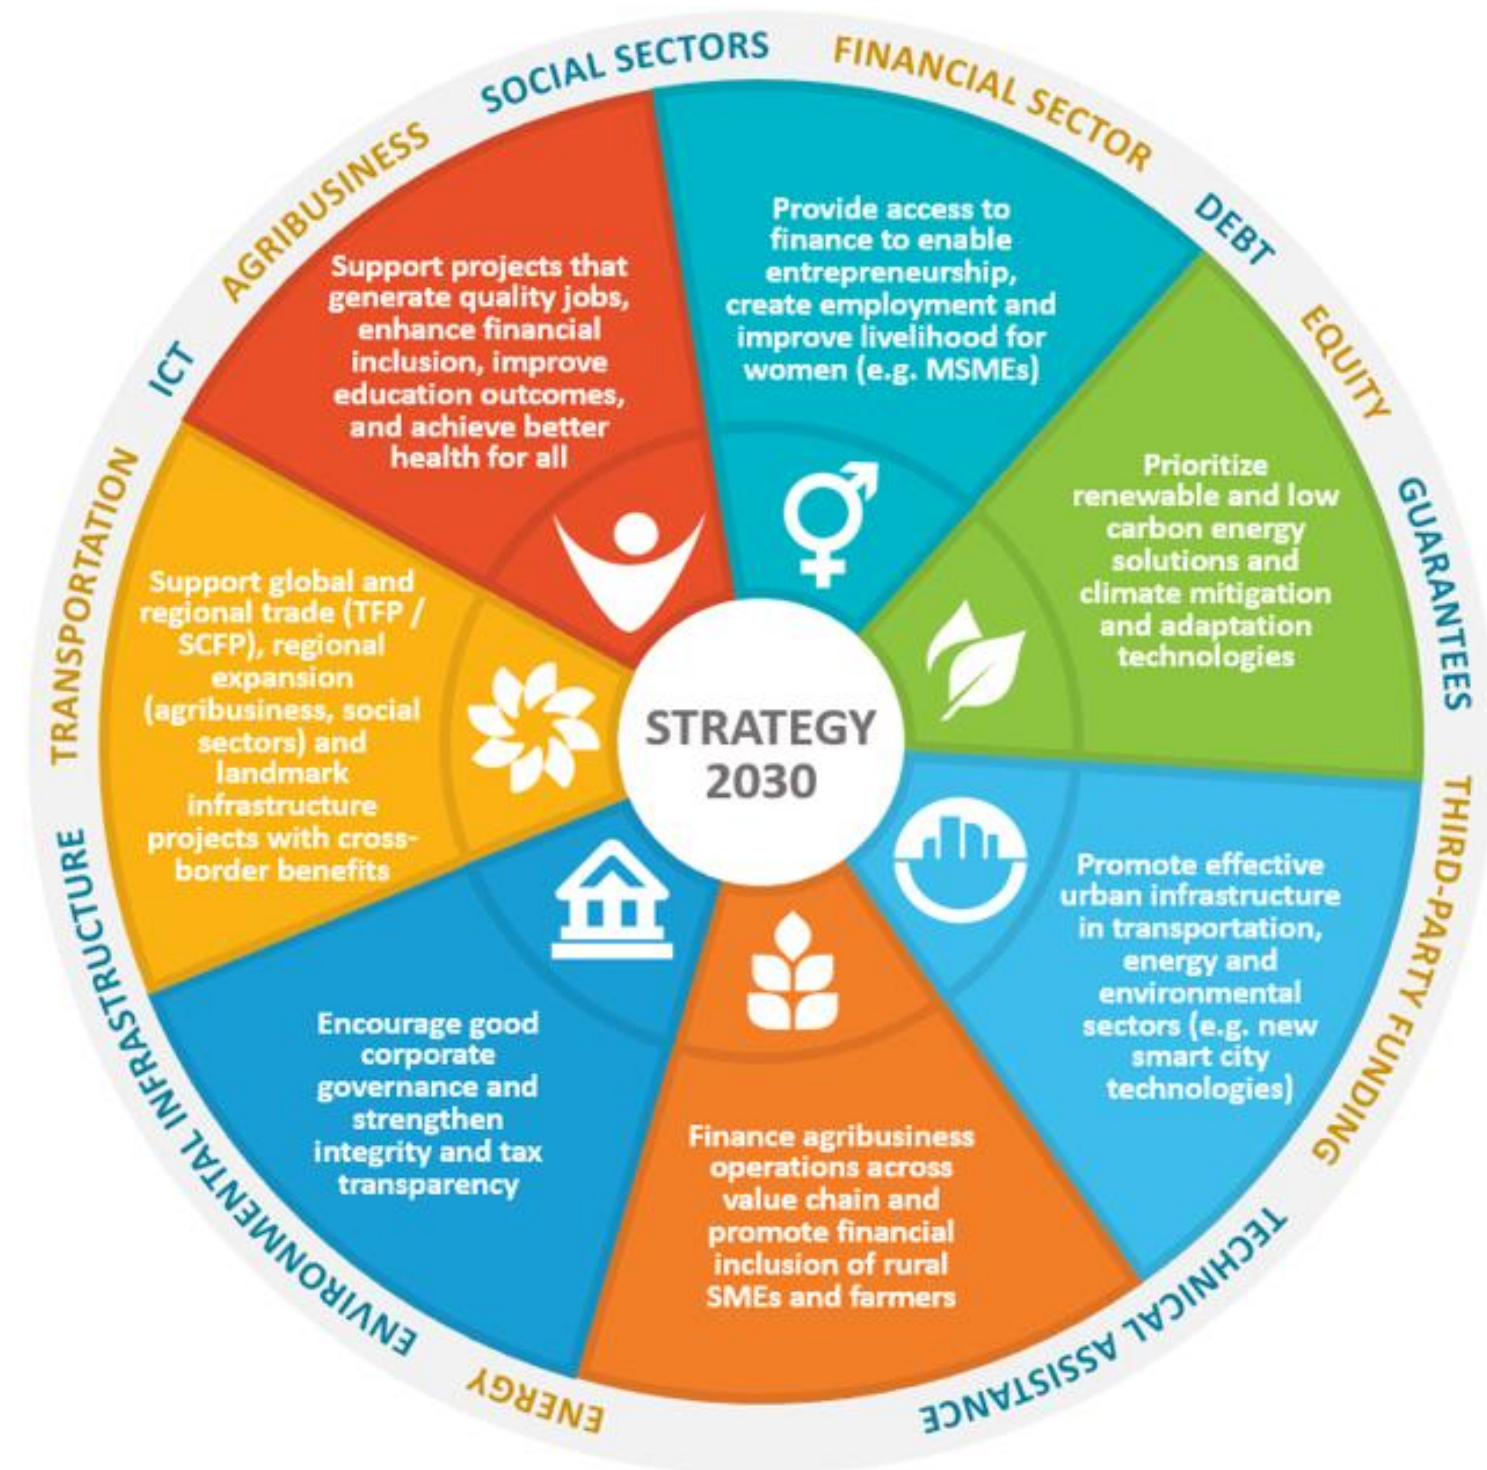 SOCIAL SECTORS
FINANCIAL SECTOR
DEBT
EQUITY
GUARANTEES
THIRD-PARTY FUNDING
TECHNICAL ASSISTANCE
ENERGY
ENVIRONMENTAL INFRASTRUCTURE
TRANSPORTATION
ICT
AGRIBUSINESS
Provide access to
finance to enable
entrepreneurship,
create employment and
improve livelihood for
women (e.g. MSMEs)
Prioritize
renewable and low
carbon energy
solutions and
climate mitigation
and adaptation
technologies
Promote effective
urban infrastructure
in transportation,
energy and
environmental
sectors (e.g. new
smart city
technologies)
Finance agribusiness
operations across
value chain and
promote financial
inclusion of rural
SMEs and farmers
Encourage good
corporate
governance and
strengthen
integrity and tax
transparency
Support global and
regional trade (TFP /
SCFP), regional
expansion
(agribusiness, social
sectors) and
landmark
infrastructure
projects with cross-
border benefits
Support projects that
generate quality jobs,
enhance financial
inclusion, improve
education outcomes,
and achieve better
health for all
STRATEGY
2030